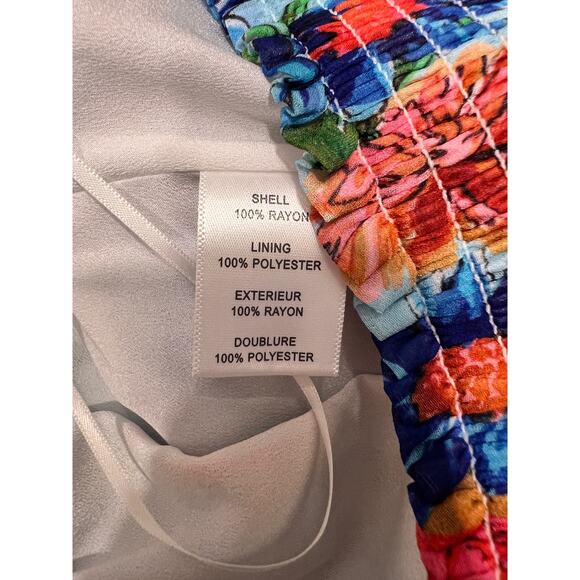 SHELL
100% RAYON
LINING
100% POLYESTER
EXTERIEUR
100% RAYON
DOUBLURE
100% POLYESTER